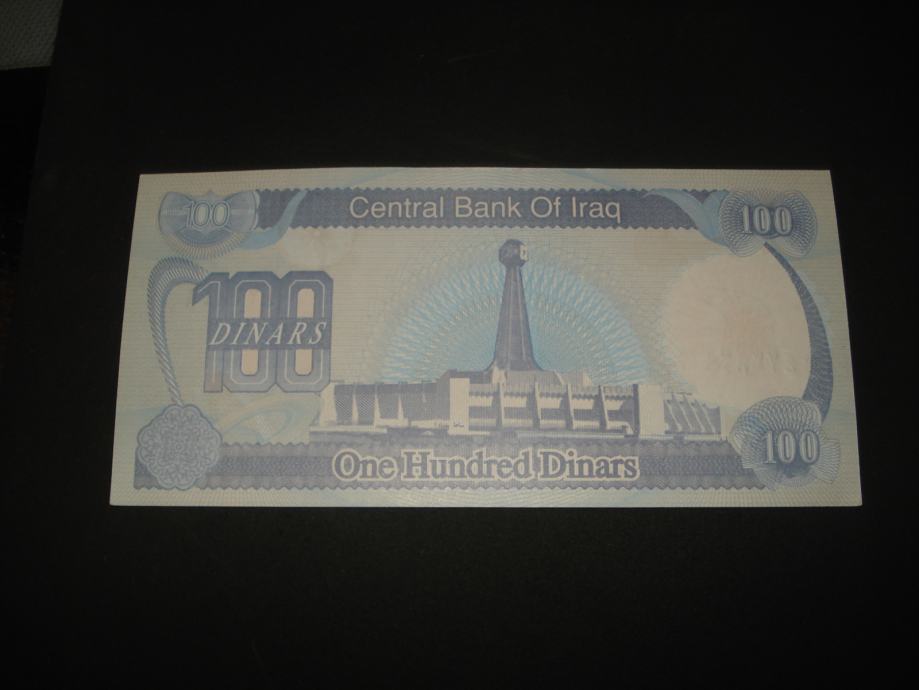 100 Central Bank Of Iraq 100
100
DINARS
100
One Hundred Dinars